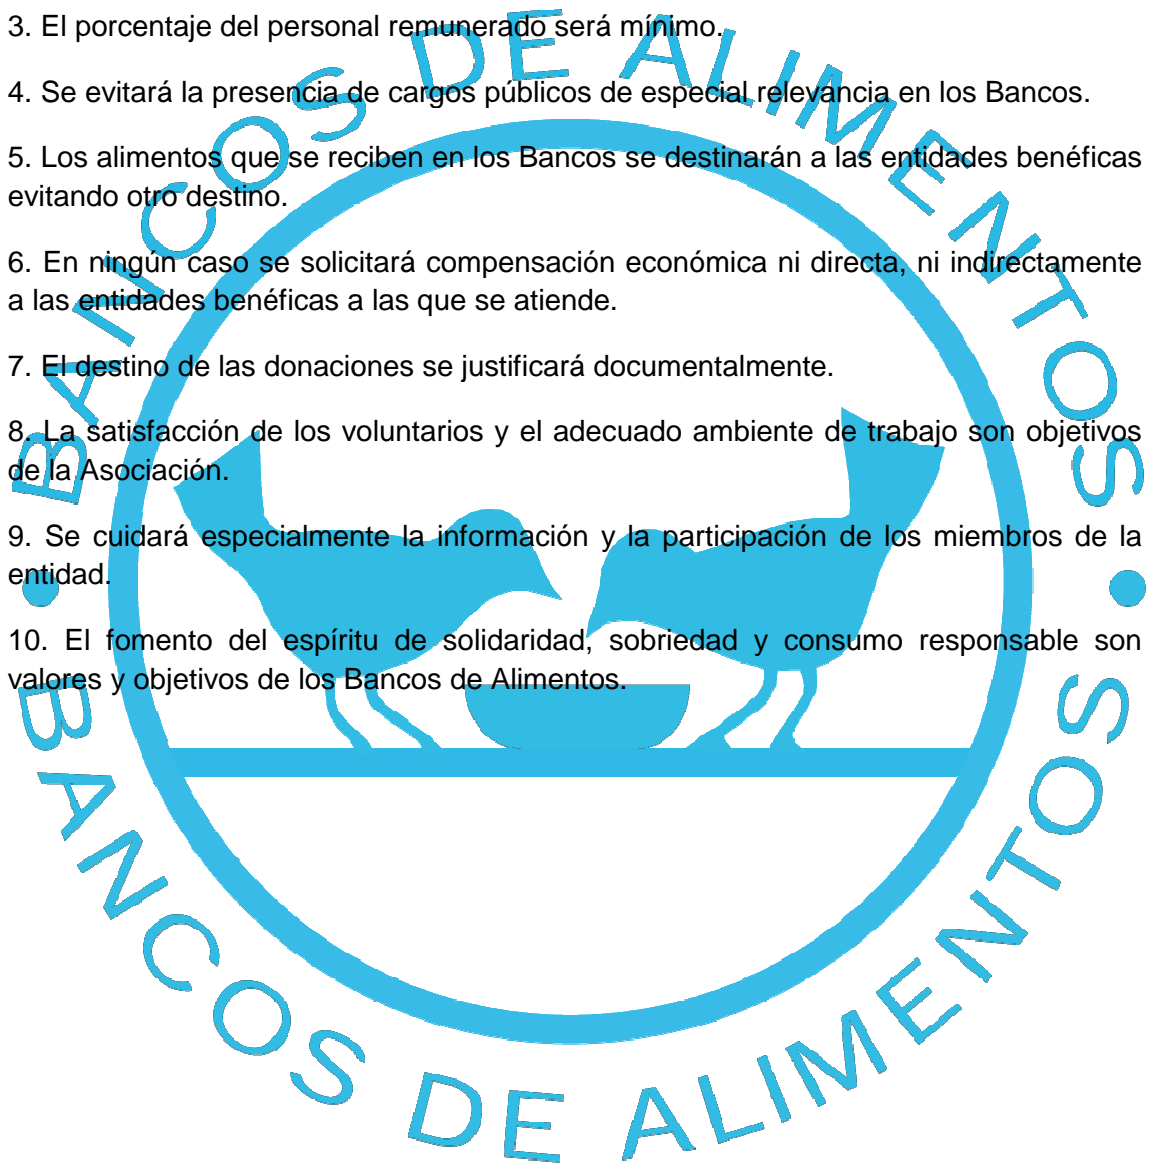 3. El porcentaje del personal remunerado será mínimo.
4. Se evitará la presencia de cargos públicos de especial relevancia en los Bancos.
5. Los alimentos que se reciben en los Bancos se destinarán a las entidades benéficas
evitando otro destino.
6. En ningún caso se solicitará compensación económica ni directa, ni indirectamente
a las entidades benéficas a las que se atiende.
7. El destino de las donaciones se justificará documentalmente.
8. La satisfacción de los voluntarios y el adecuado ambiente de trabajo son objetivos
de la Asociación.
9. Se cuidará especialmente la información y la participación de los miembros de la
entidad.
10. El fomento del espíritu de solidaridad, sobriedad y consumo responsable son
valores y objetivos de los Bancos de Alimentos.
BANCOS DE ALIMENTOS
BANCOS DE ALIMENTOS